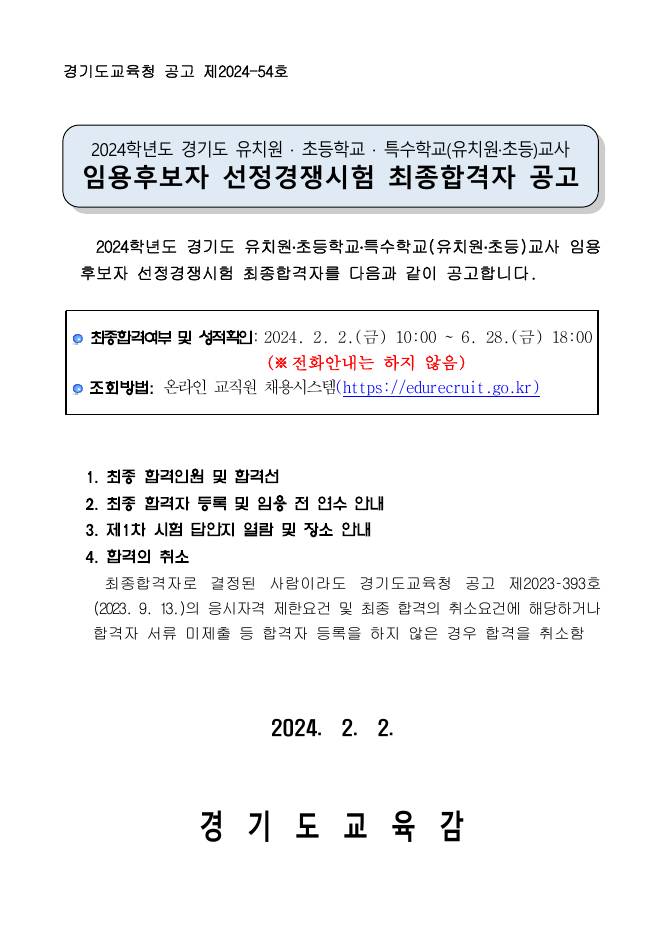 경기도교육청 공고 제2024-54호
2024학년도 경기도 유치원 · 초등학교 · 특수학교(유치원·초등)교사
임용후보자 선정경쟁시험 최종합격자 공고
2024학년도 경기도 유치원·초등학교·특수학교(유치원·초등)교사 임용
후보자 선정경쟁시험 최종합격자를 다음과 같이 공고합니다.
최종합격여부 및 성적확인: 2024. 2. 2.(금) 10:00 ~ 6. 28.(금) 18:00
(※ 전화안내는 하지 않음)
조회방법: 온라인 교직원 채용시스템(https://edurecruit.go.kr)
1. 최종 합격인원 및 합격선
2. 최종 합격자 등록 및 임용 전 연수 안내
3. 제1차 시험 답안지 열람 및 장소 안내
4. 합격의 취소
최종합격자로 결정된 사람이라도 경기도교육청 공고 제2023-393호
(2023. 9. 13.)의 응시자격 제한요건 및 최종 합격의 취소요건에 해당하거나
합격자 서류 미제출 등 합격자 등록을 하지 않은 경우 합격을 취소함
2024. 2. 2.
경 기 도 교 육 감